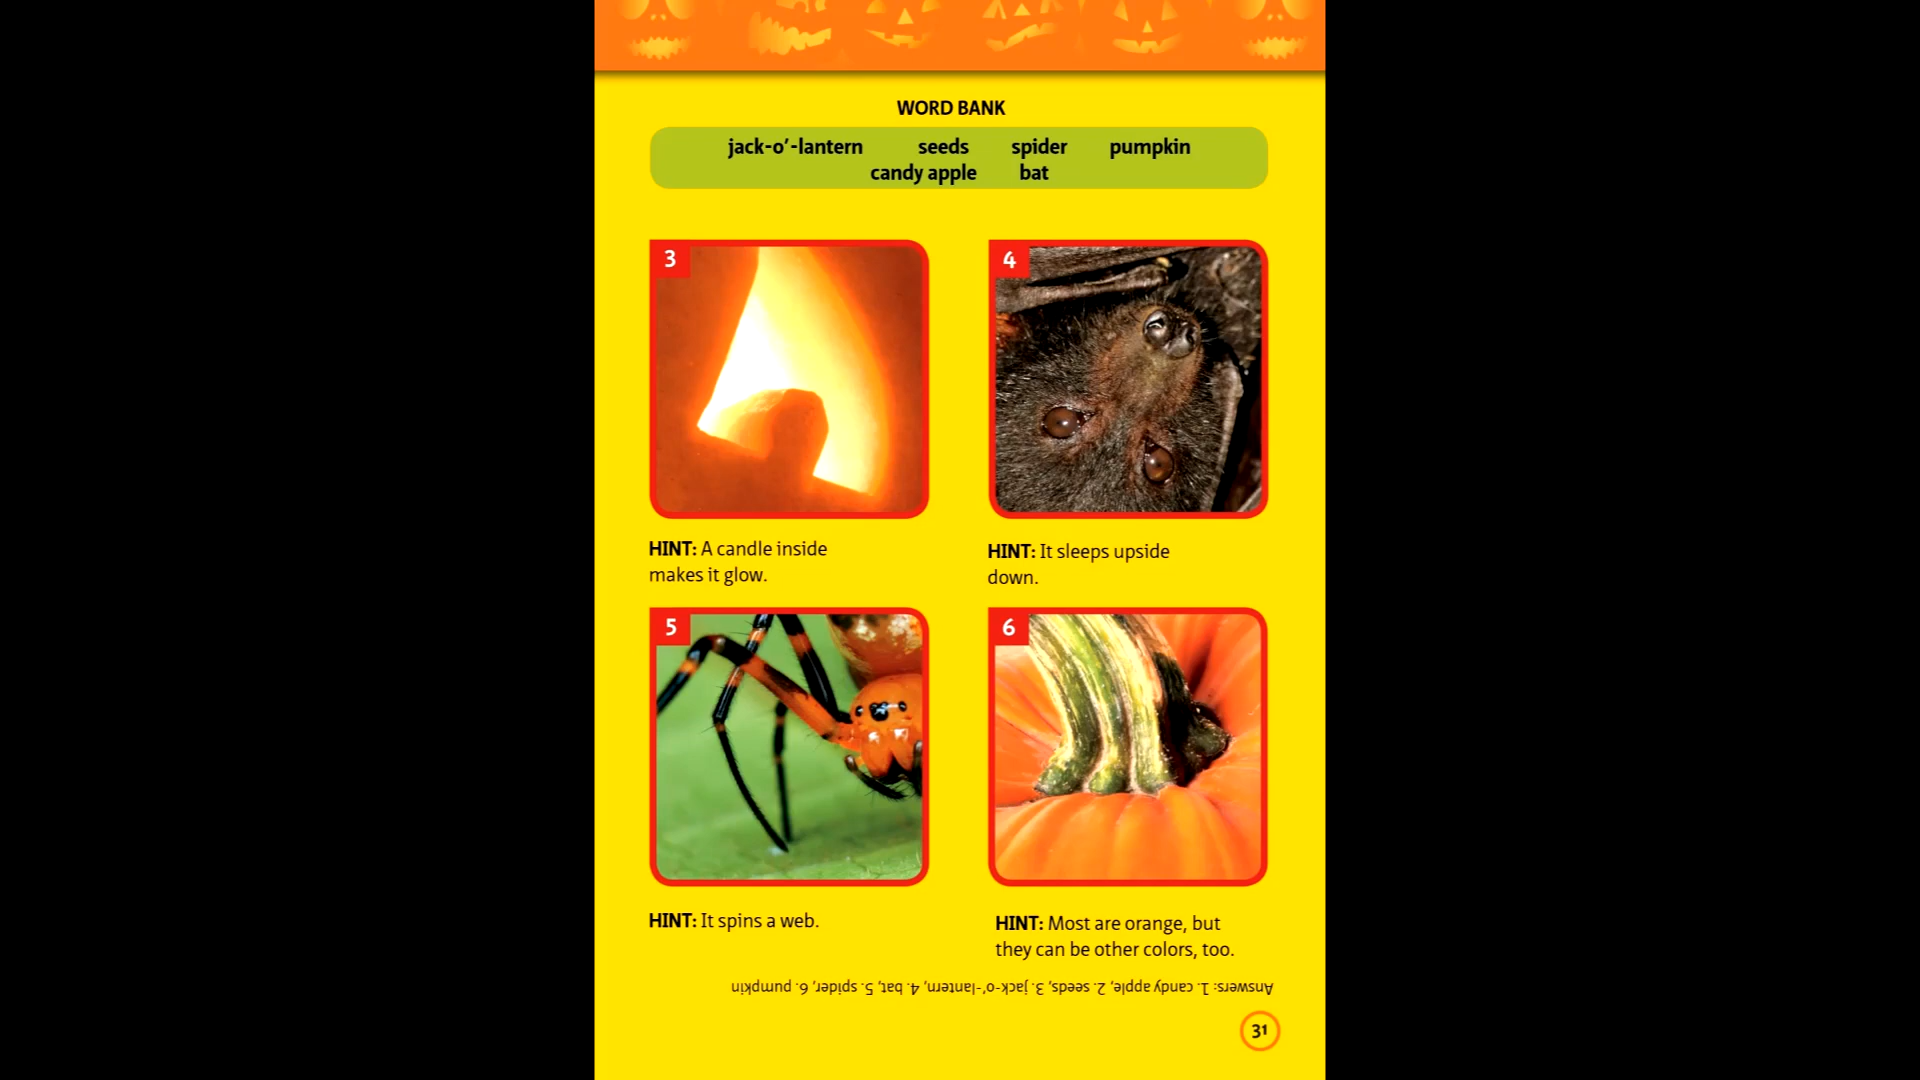 WORD BANK
jack-o’-lantern seeds spider pumpkin
candy apple bat
3
4
HINT: A candle inside
makes it glow.
HINT: It sleeps upside
down.
5
6
HINT: It spins a web.
HINT: Most are orange, but
they can be other colors, too.
Answers: 1. candy apple, 2. seeds, 3. jack-o’-lantern, 4. bat, 5. spider, 6. pumpkin
31